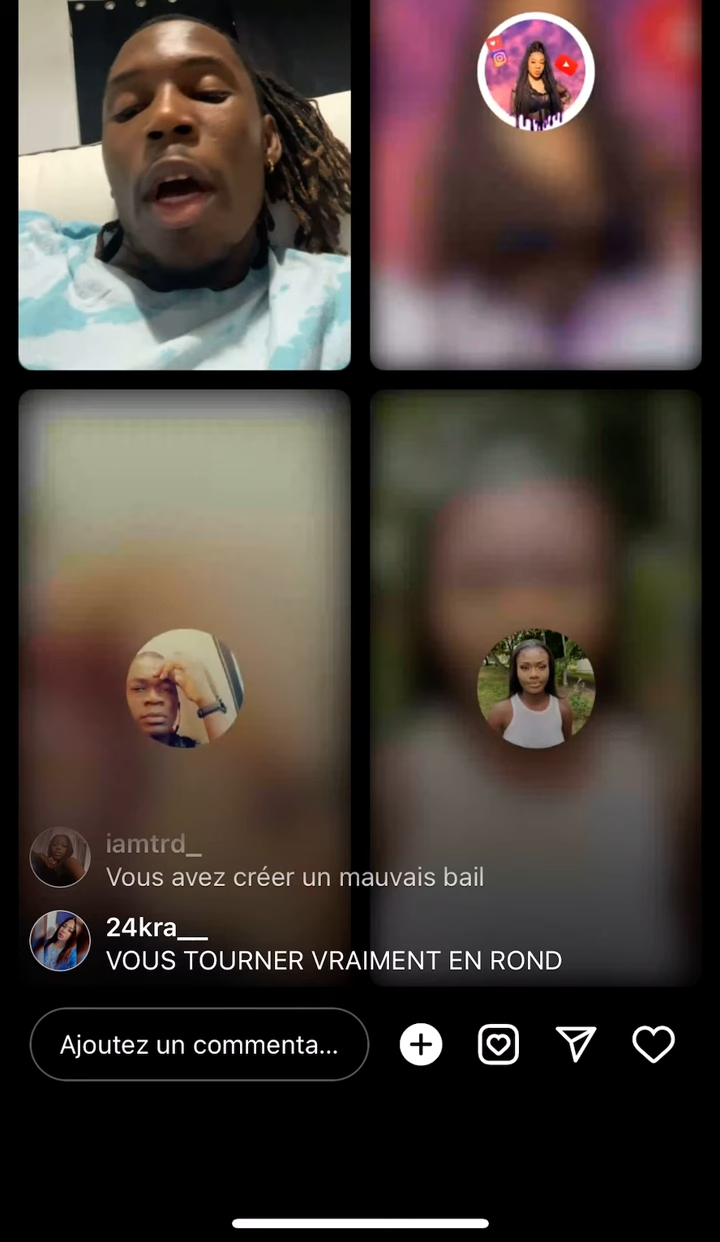 iamtrd_
Vous avez créer un mauvais bail
24kra__
VOUS TOURNER VRAIMENT EN ROND
Ajoutez un commenta...